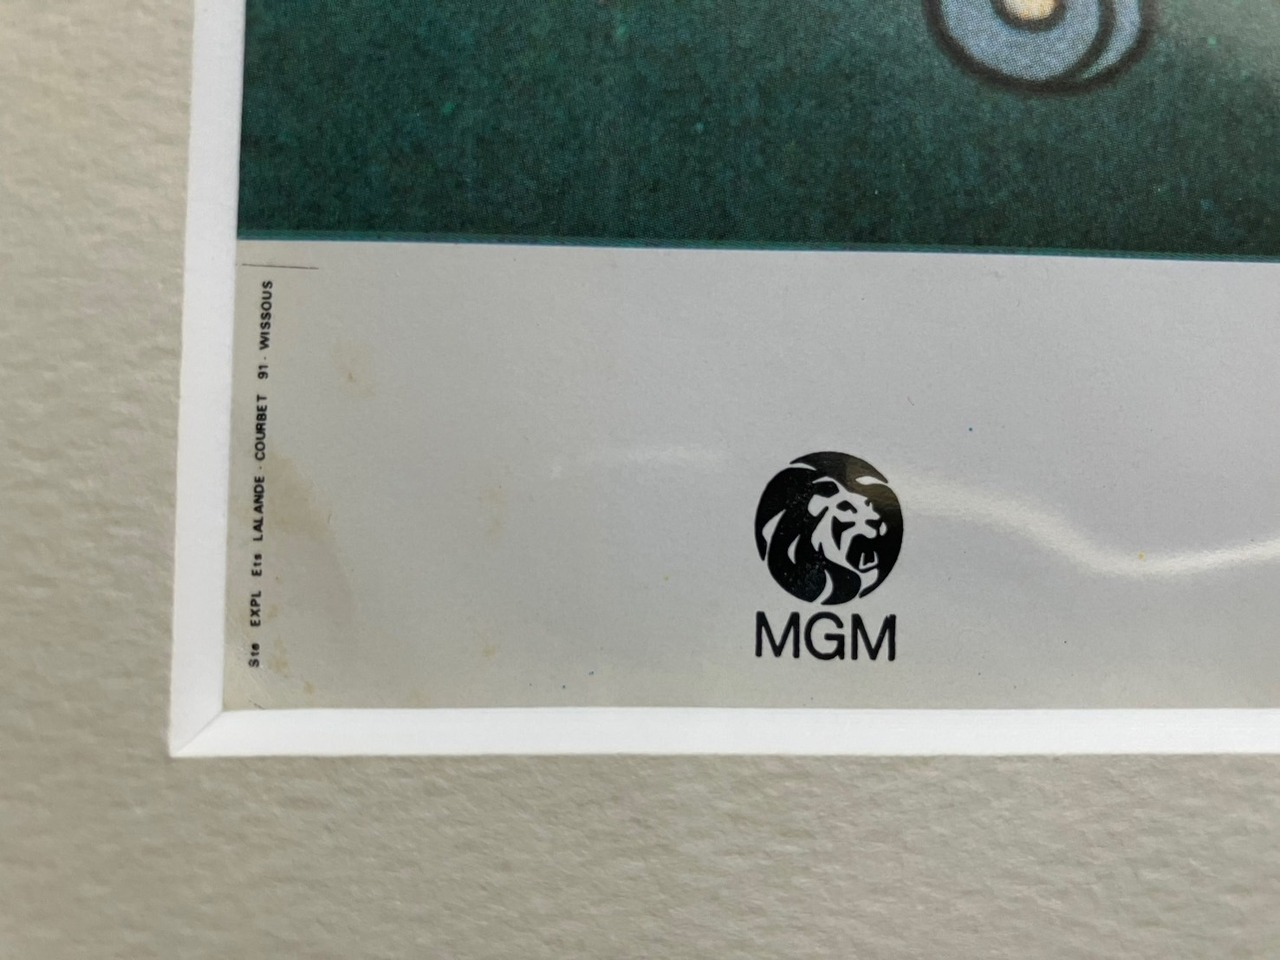 Ste EXPL Ets LALANDE - COURBET 91 - WISSOUS
MGM